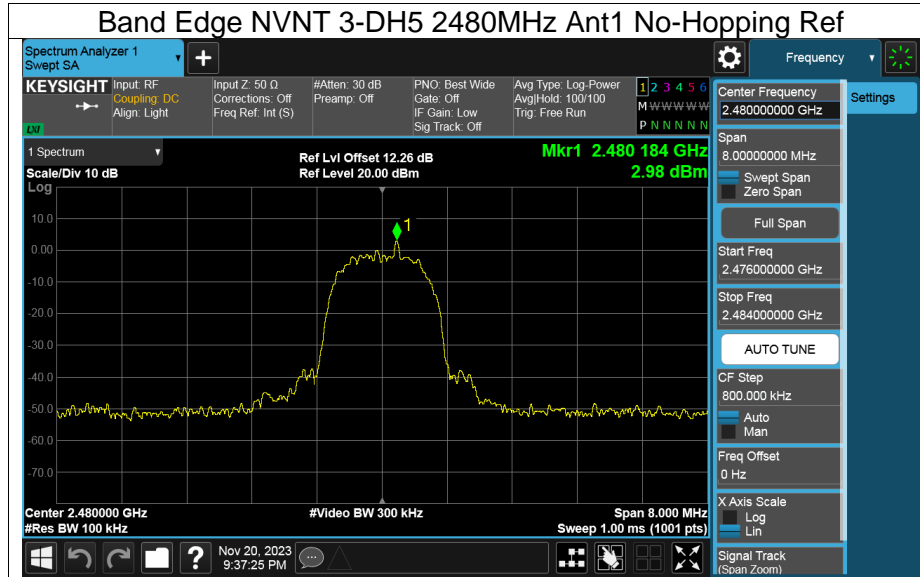 Band Edge NVNT 3-DH5 2480MHz Ant1 No-Hopping Ref
Spectrum Analyzer 1
Swept SA
+
Frequency
KEYSIGHT
LXI
Input: RF
Coupling: DC
Align: Light
Input Z: 50 Ω
Corrections: Off
Freq Ref: Int (S)
#Atten: 30 dB
Preamp: Off
PNO: Best Wide
Gate: Off
IF Gain: Low
Sig Track: Off
Avg Type: Log-Power
Avg|Hold: 100/100
Trig: Free Run
1 2 3 4 5 6
M W W W W W
P N N N N N
Center Frequency
2.480000000 GHz
Settings
Span
8.00000000 MHz
Swept Span
Zero Span
Full Span
Start Freq
2.476000000 GHz
Stop Freq
2.484000000 GHz
AUTO TUNE
CF Step
800.000 kHz
Auto
Man
Freq Offset
0 Hz
X Axis Scale
Log
Lin
Signal Track
(Span Zoom)
1 Spectrum
Scale/Div 10 dB
Log
Ref Lvl Offset 12.26 dB
Ref Level 20.00 dBm
Mkr1 2.480 184 GHz
2.98 dBm
1
10.0
0.00
-10.0
-20.0
-30.0
-40.0
-50.0
-60.0
-70.0
Center 2.480000 GHz
#Res BW 100 kHz
#Video BW 300 kHz
Span 8.000 MHz
Sweep 1.00 ms (1001 pts)
?
Nov 20, 2023
9:37:25 PM